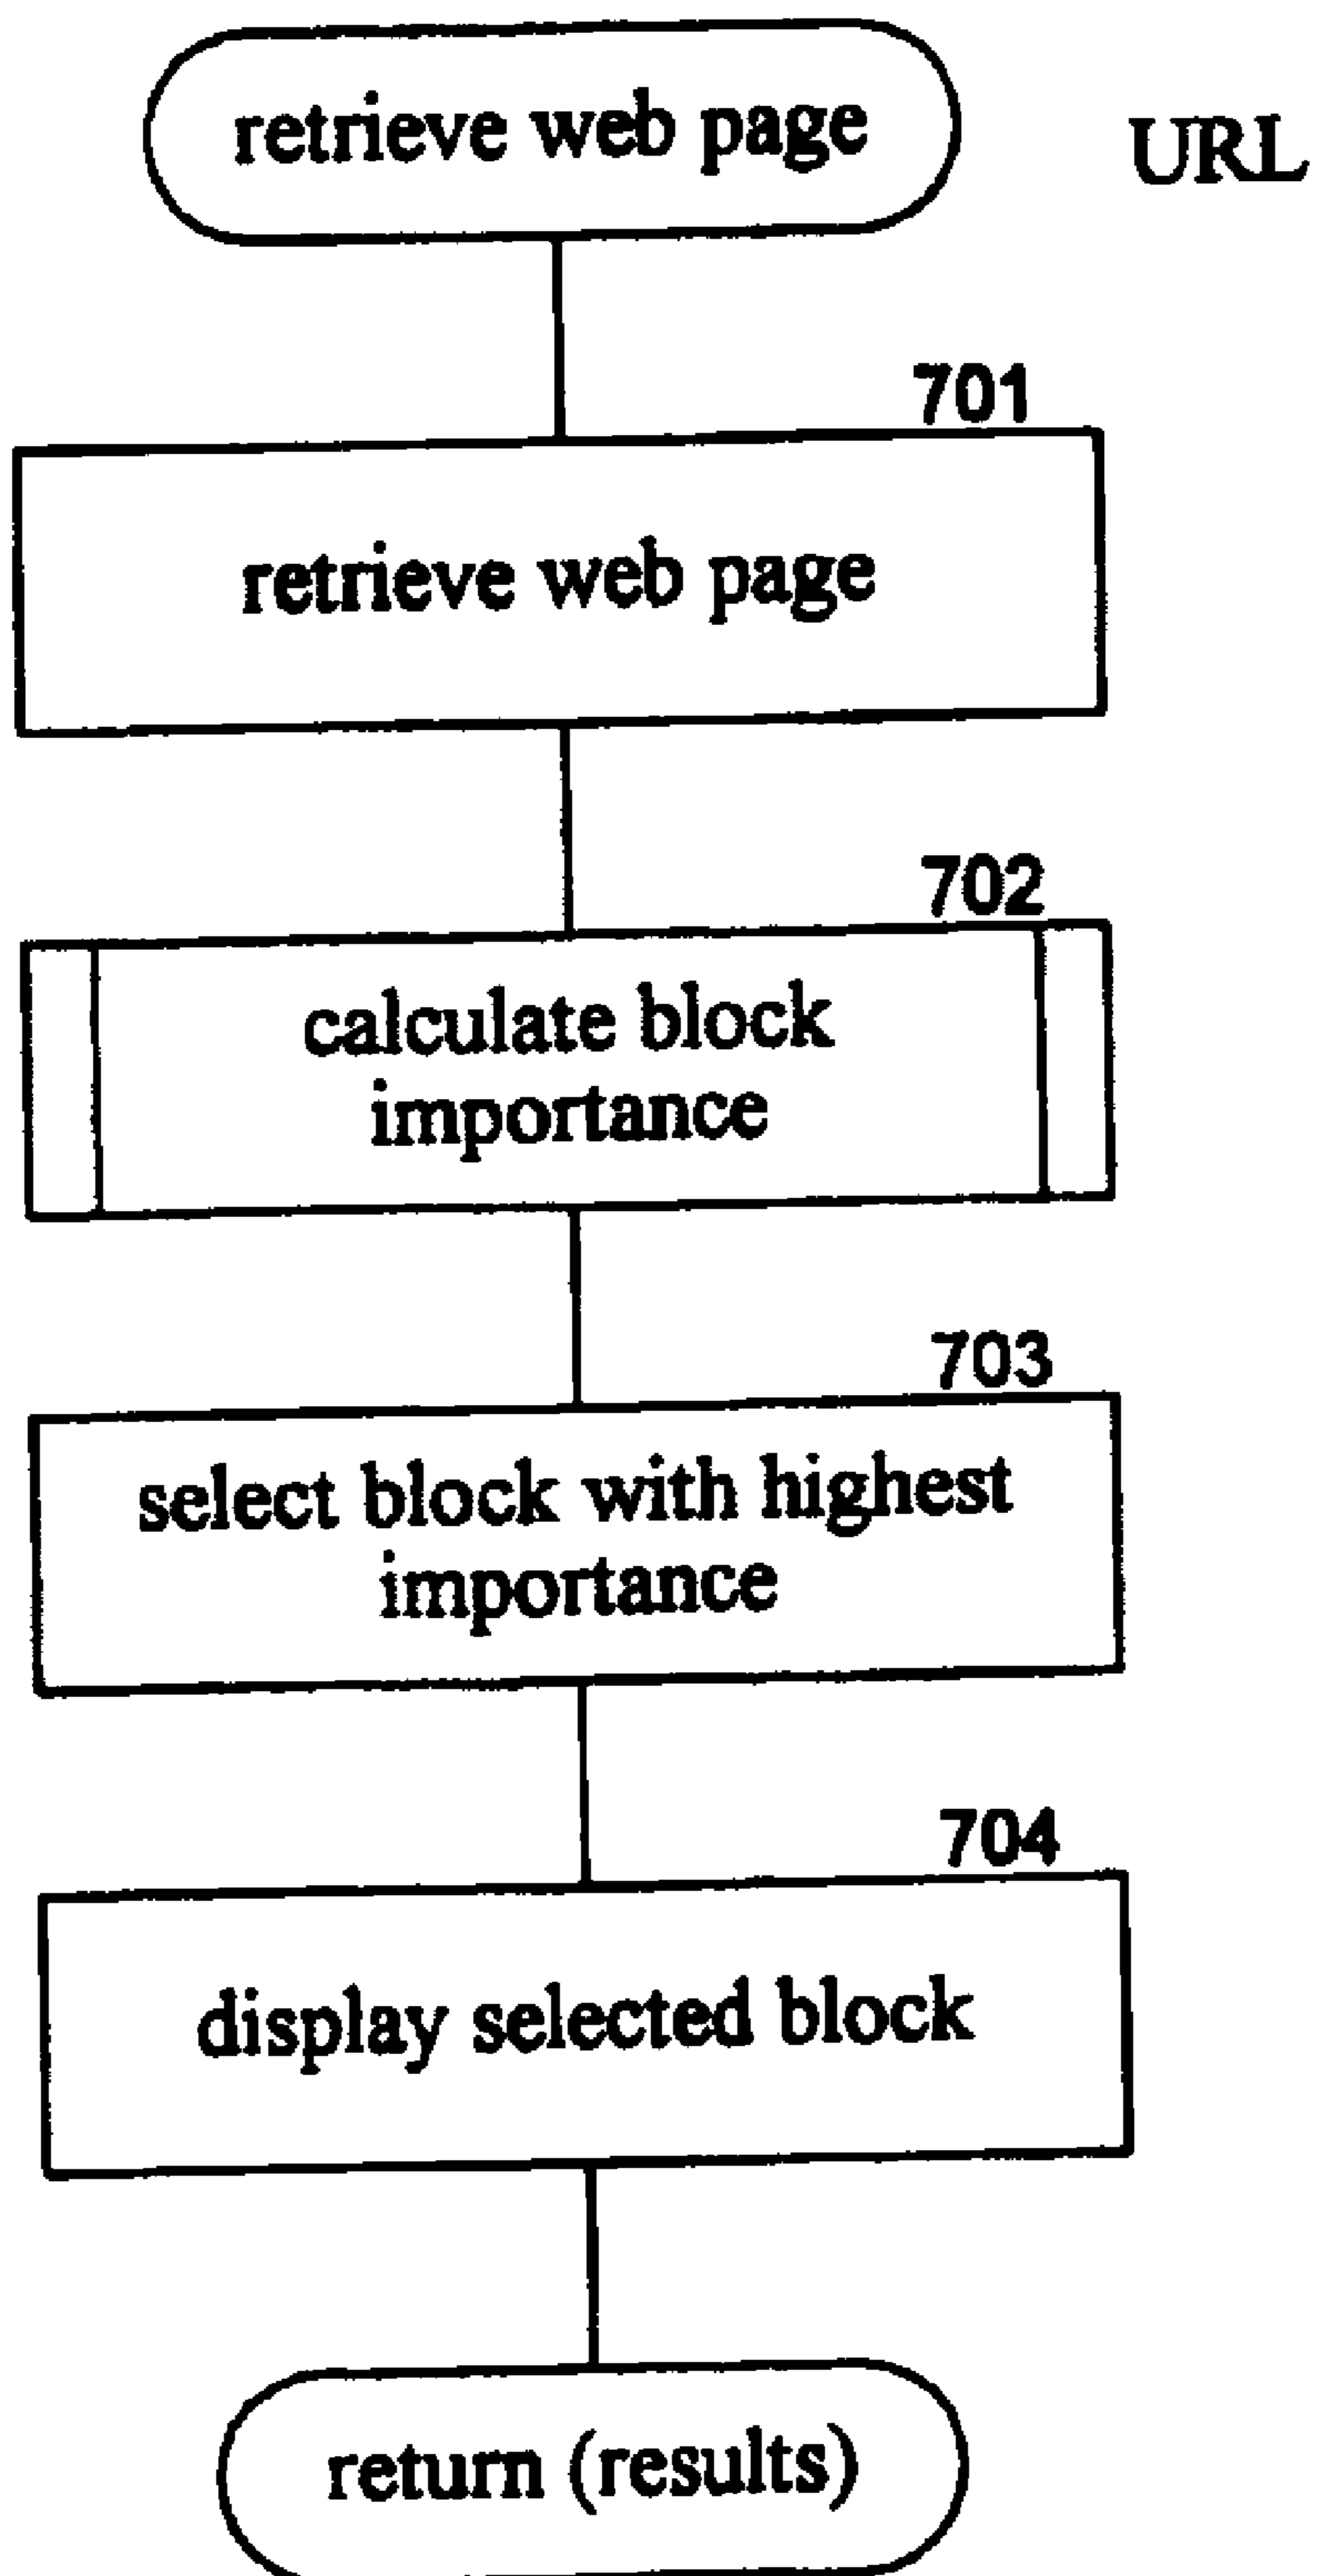 retrieve web page
URL
701
retrieve web page
702
calculate block
importance
703
select block with highest
importance
704
display selected block
return (results)